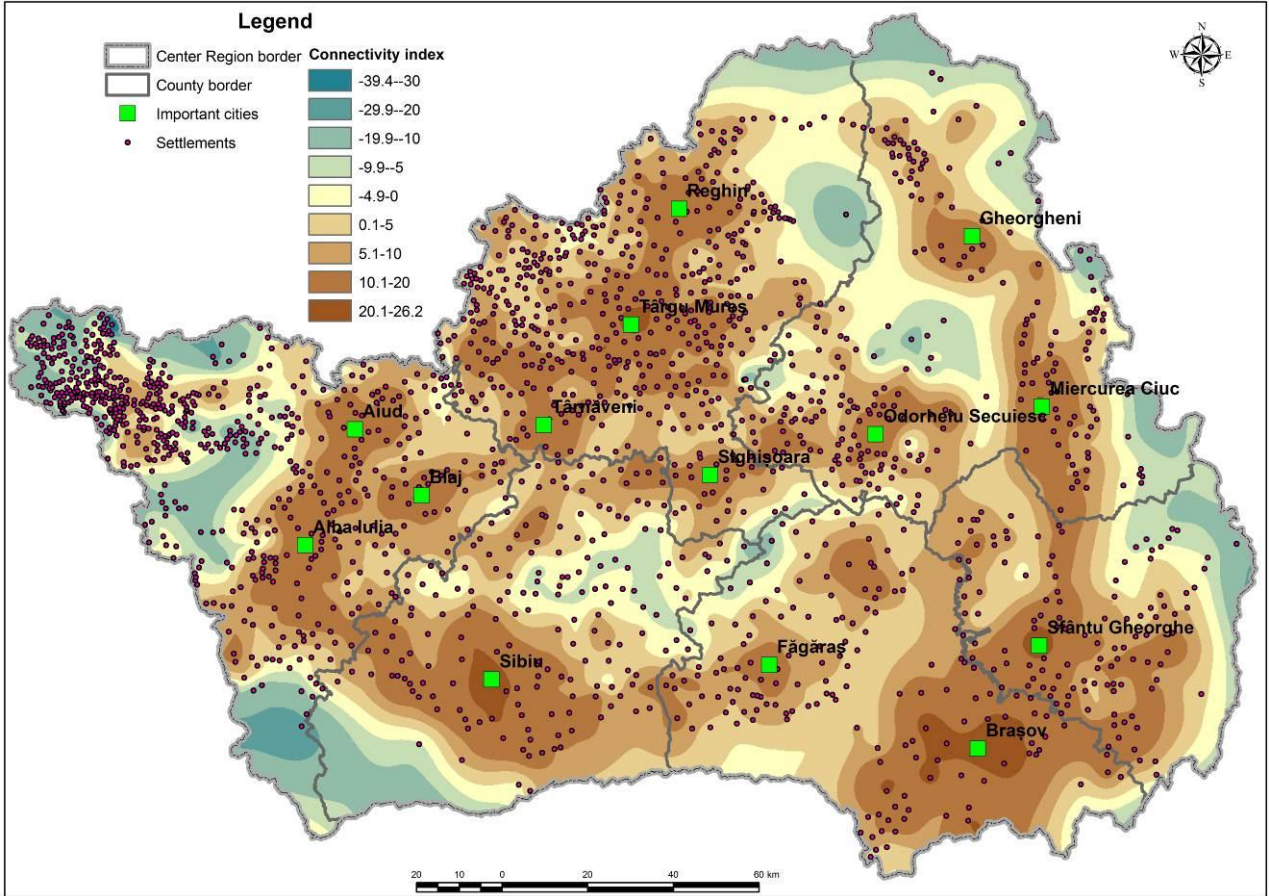 Legend
Center Region border
County border
Important cities
Settlements
Connectivity index
-39.4--30
-29.9--20
-19.9--10
-9.9--5
-4.9-0
0.1-5
5.1-10
10.1-20
20.1-26.2
N
W E
S
Reghin
Gheorgheni
Târgu Mureș
Miercurea Ciuc
Aiud
Târnăveni
Odorheiu Secuiesc
Sighișoara
Blaj
Alba Iulia
Sfântu Gheorghe
Făgăraș
Sibiu
Brașov
20 10 0 20 40 60 km